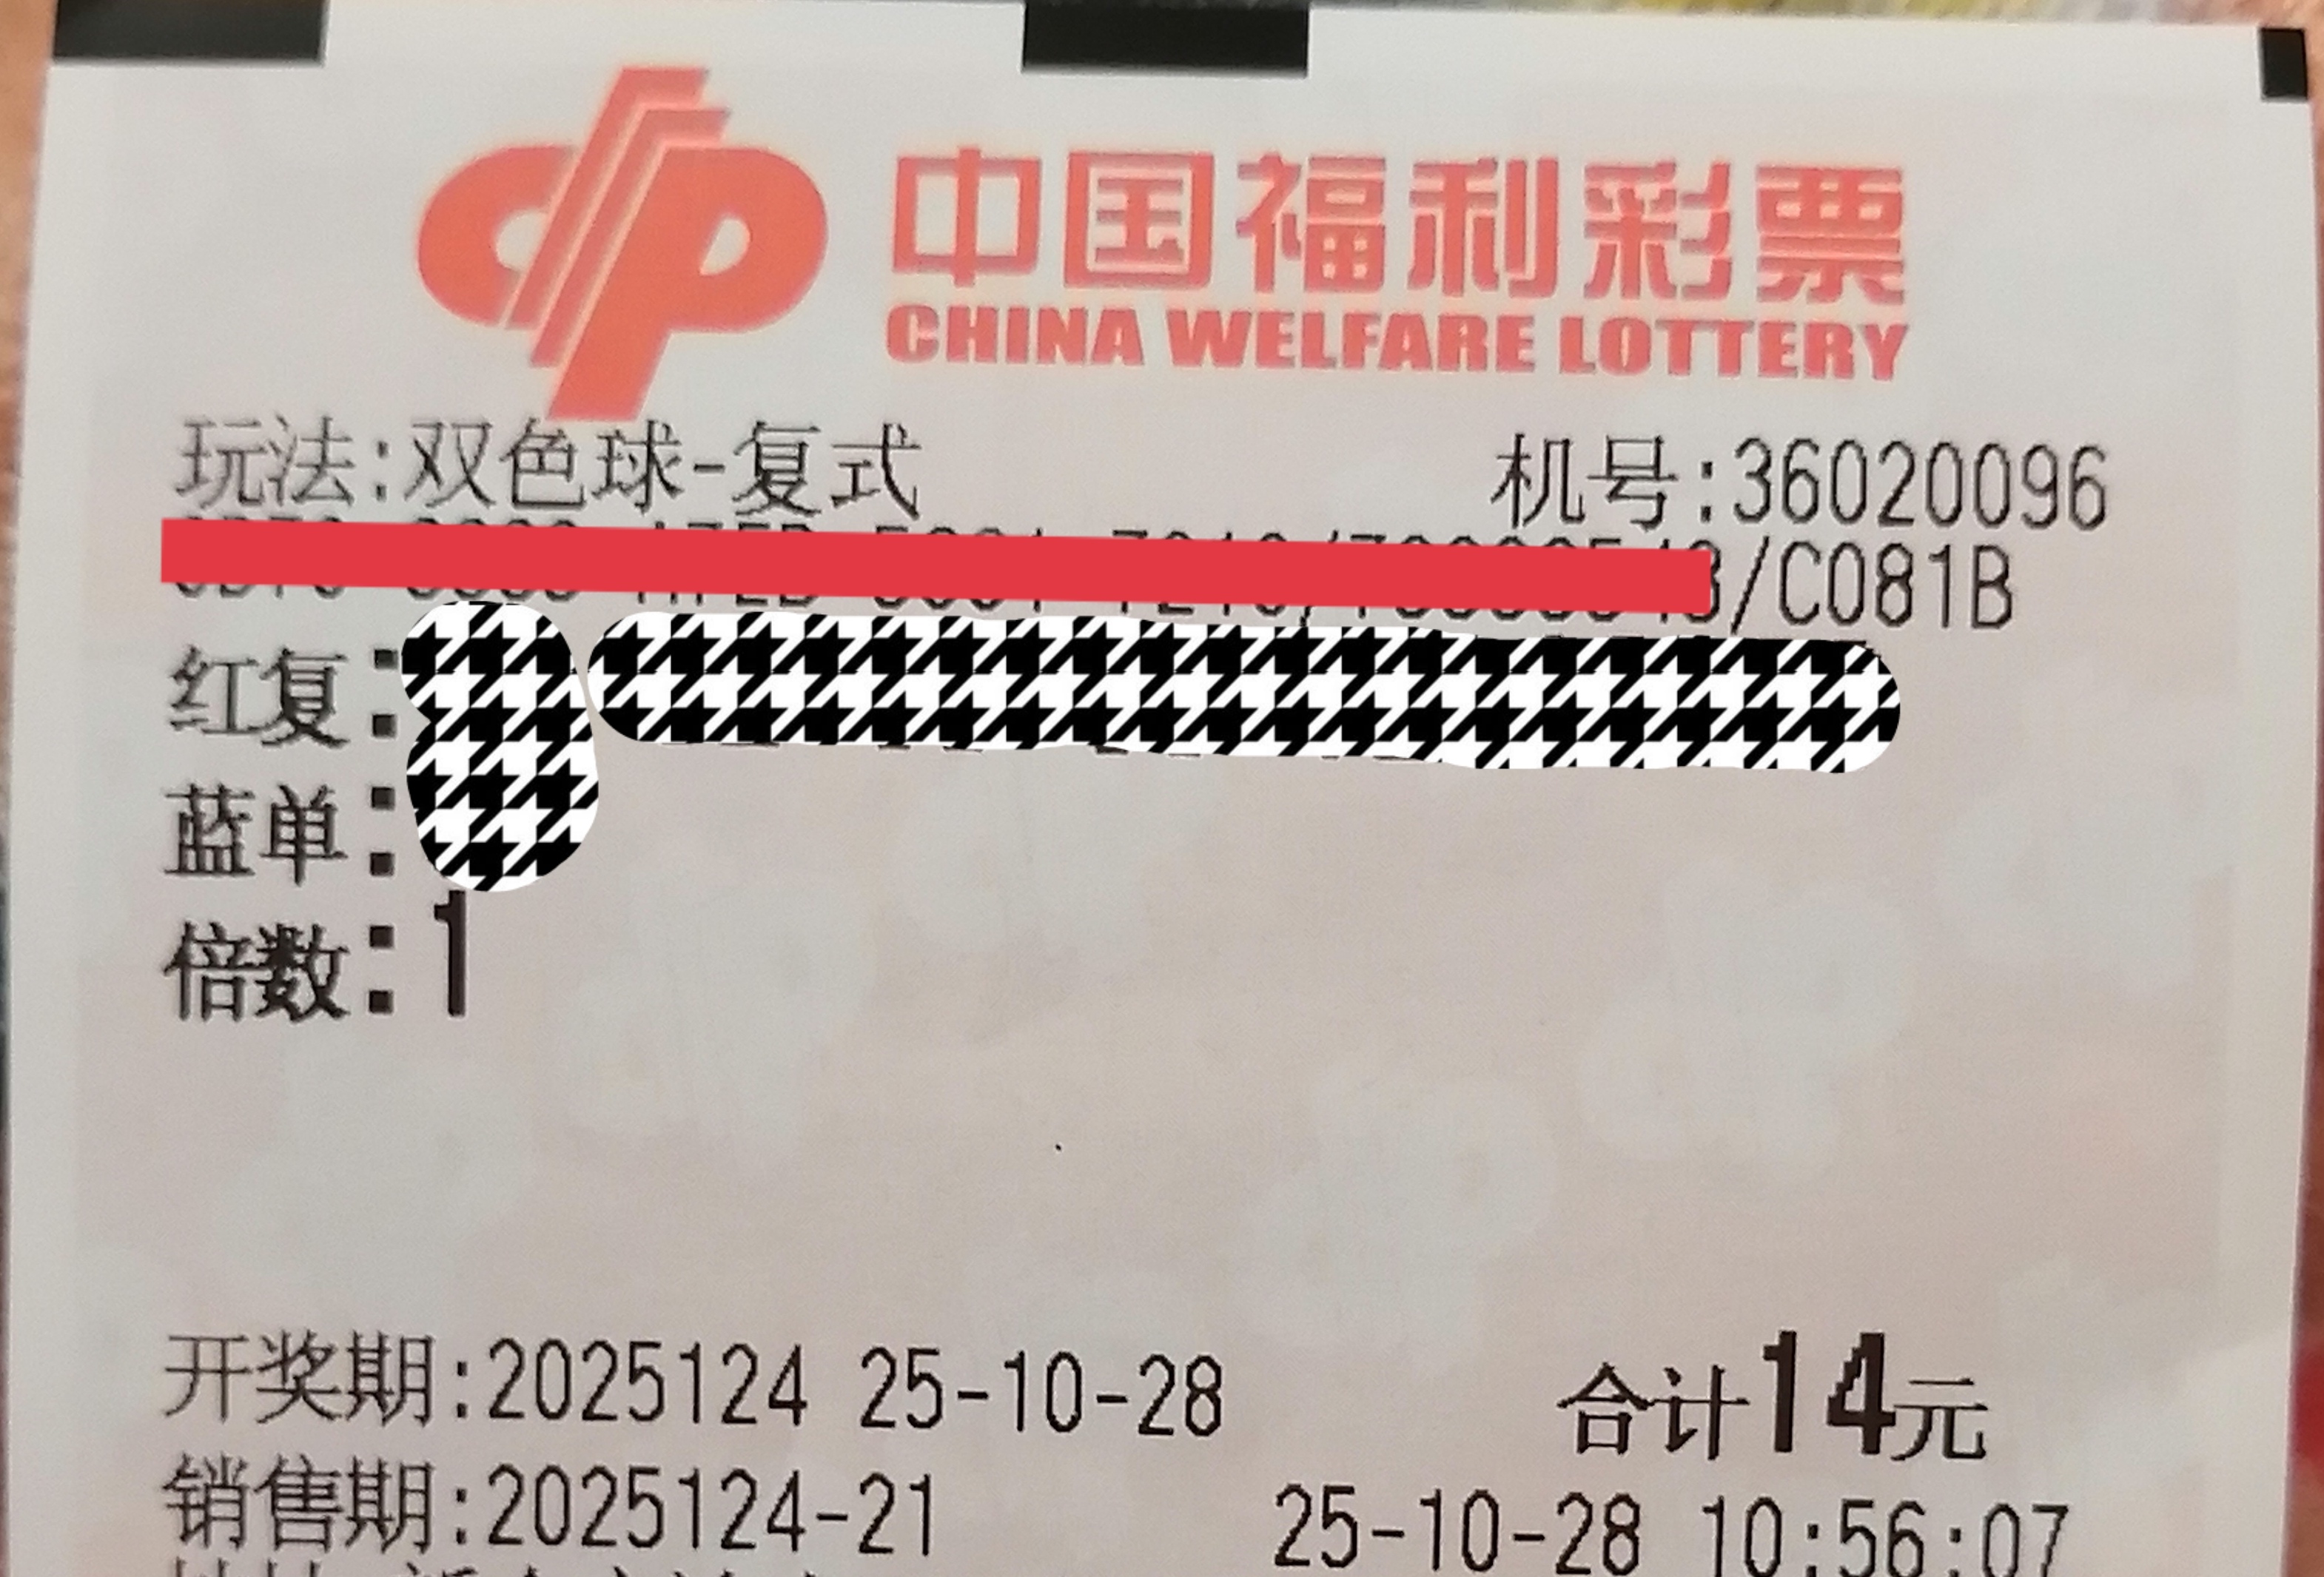 中国福利彩票
CHINA WELFARE LOTTERY
玩法:双色球-复式 机号:36020096
/C081B
红复:
蓝单:
倍数:1
开奖期:2025124 25-10-28 合计14元
销售期:2025124-21 25-10-28 10:56:07